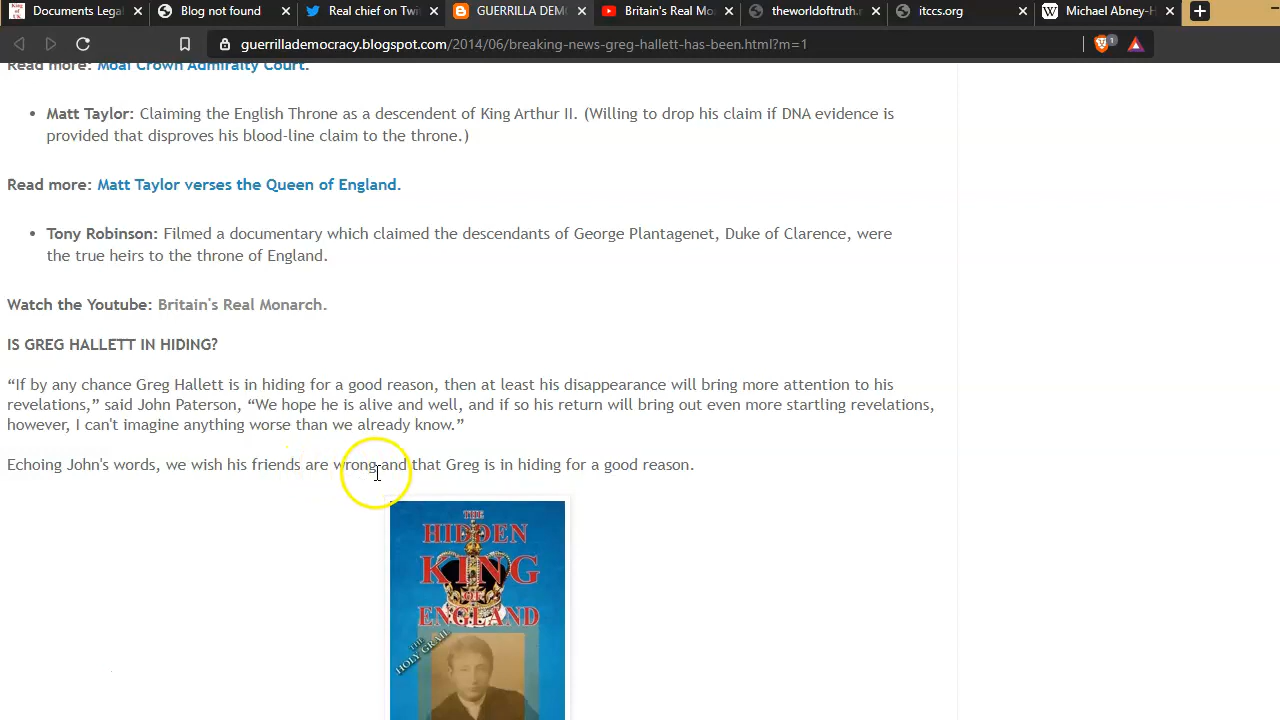 Documents Legal
Blog not found
Real chief on Twi
GUERRILLA DEMO
Britain's Real Mo
theworldoftruth.n
itccs.org
Michael Abney-H
guerrillademocracy.blogspot.com/2014/06/breaking-news-greg-hallett-has-been.html?m=1
1
Read more: Moai Crown Admiralty Court.
• Matt Taylor: Claiming the English Throne as a descendent of King Arthur II. (Willing to drop his claim if DNA evidence is
provided that disproves his blood-line claim to the throne.)
Read more: Matt Taylor verses the Queen of England.
• Tony Robinson: Filmed a documentary which claimed the descendants of George Plantagenet, Duke of Clarence, were
the true heirs to the throne of England.
Watch the Youtube: Britain's Real Monarch.
IS GREG HALLETT IN HIDING?
“If by any chance Greg Hallett is in hiding for a good reason, then at least his disappearance will bring more attention to his
revelations,” said John Paterson, “We hope he is alive and well, and if so his return will bring out even more startling revelations,
however, I can't imagine anything worse than we already know.”
Echoing John's words, we wish his friends are wrong and that Greg is in hiding for a good reason.
THE
HIDDEN
KING
OF
ENGLAND
THE
HOLY GRAIL